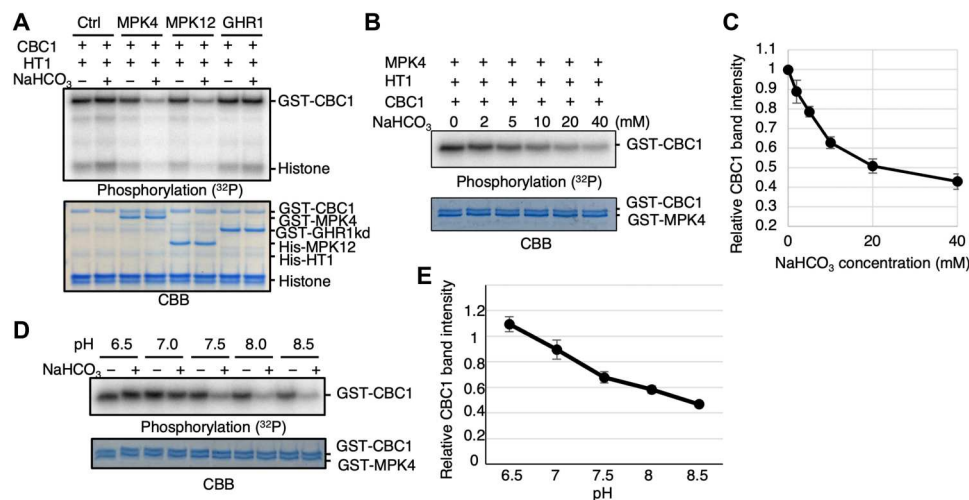 A
Ctrl MPK4 MPK12 GHR1
CBC1 + + + + + + + +
HT1 + + + + + + + +
NaHCO₃ – + – + – + – +
GST-CBC1
Histone
Phosphorylation (³²P)
GST-CBC1
GST-MPK4
GST-GHR1kd
His-MPK12
His-HT1
Histone
CBB
B
MPK4 + + + + + +
HT1 + + + + + +
CBC1 + + + + + +
NaHCO₃ 0 2 5 10 20 40 (mM)
GST-CBC1
Phosphorylation (³²P)
GST-CBC1
GST-MPK4
CBB
C
Relative CBC1 band intensity
1.1
1
0.9
0.8
0.7
0.6
0.5
0.4
0.3
0.2
0 20 40
NaHCO₃ concentration (mM)
D
pH 6.5 7.0 7.5 8.0 8.5
NaHCO₃ – + – + – + – + – +
GST-CBC1
Phosphorylation (³²P)
GST-CBC1
GST-MPK4
CBB
E
Relative CBC1 band intensity
1.2
1
0.8
0.6
0.4
0.2
0
6.5 7 7.5 8 8.5
pH